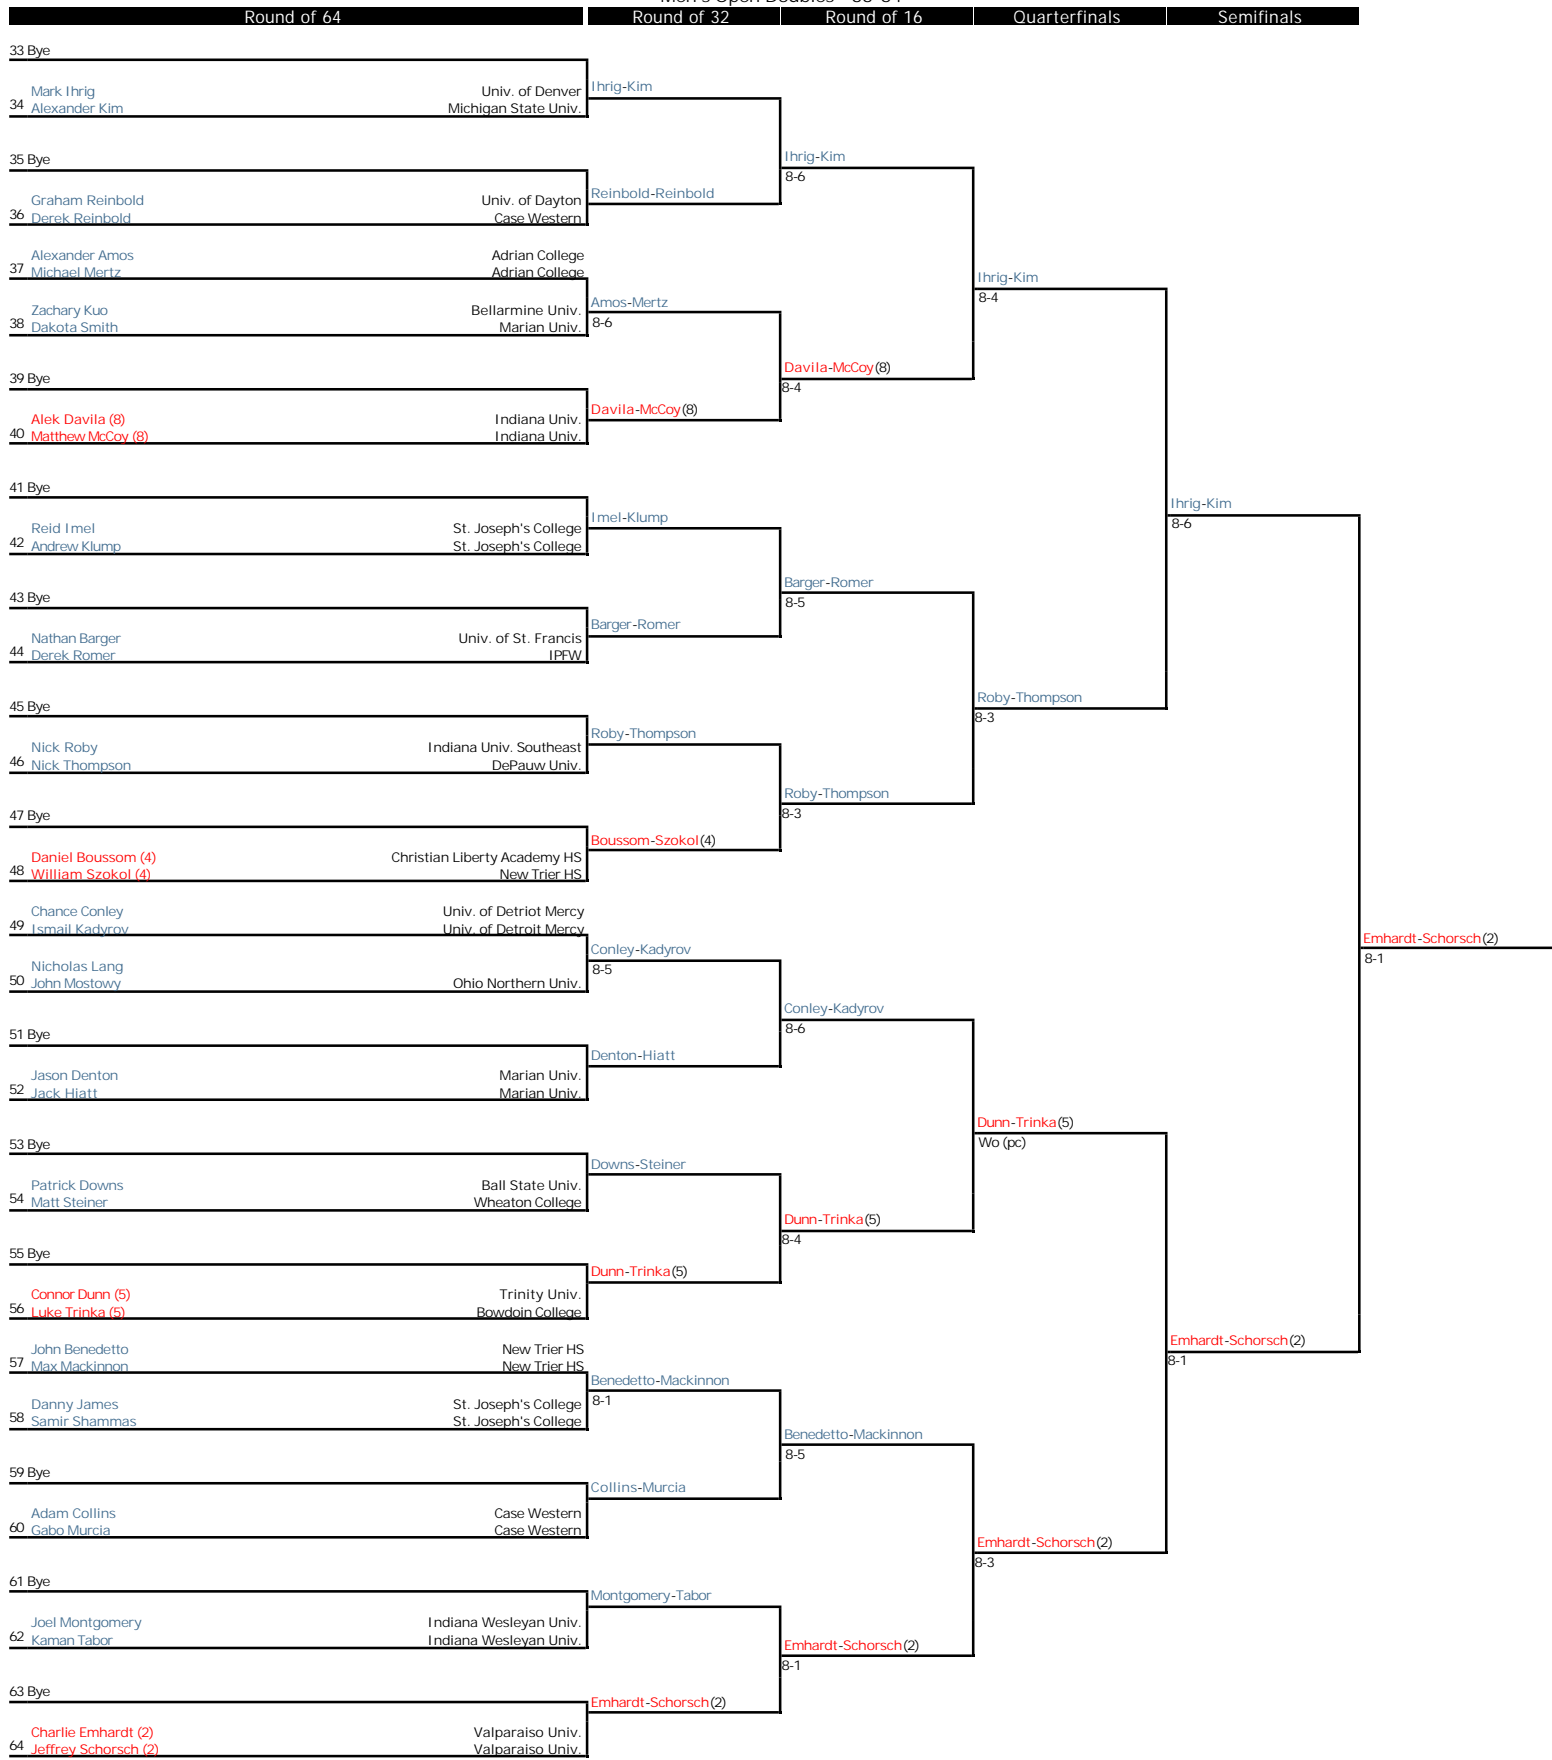 Round of 64 Round of 32 Round of 16 Quarterfinals Semifinals
33 Bye
Mark Ihrig Univ. of Denver Ihrig-Kim
34 Alexander Kim Michigan State Univ.
35 Bye Ihrig-Kim
8-6
Graham Reinbold Univ. of Dayton Reinbold-Reinbold
36 Derek Reinbold Case Western
Alexander Amos Adrian College
37 Michael Mertz Adrian College Ihrig-Kim
8-4
Zachary Kuo Bellarmine Univ. Amos-Mertz
38 Dakota Smith Marian Univ. 8-6
39 Bye Davila-McCoy(8)
8-4
Alek Davila (8) Indiana Univ. Davila-McCoy(8)
40 Matthew McCoy (8) Indiana Univ.
41 Bye Ihrig-Kim
8-6
Reid Imel St. Joseph's College Imel-Klump
42 Andrew Klump St. Joseph's College
43 Bye Barger-Romer
8-5
Nathan Barger Univ. of St. Francis Barger-Romer
44 Derek Romer IPFW
45 Bye Roby-Thompson
8-3
Nick Roby Indiana Univ. Southeast Roby-Thompson
46 Nick Thompson DePauw Univ.
47 Bye Roby-Thompson
8-3
Daniel Boussom (4) Christian Liberty Academy HS Boussom-Szokol(4)
48 William Szokol (4) New Trier HS
Chance Conley Univ. of Detriot Mercy
49 Ismail Kadyrov Univ. of Detroit Mercy Emhardt-Schorsch(2)
8-1
Nicholas Lang Conley-Kadyrov
50 John Mostowy Ohio Northern Univ. 8-5
51 Bye Conley-Kadyrov
8-6
Jason Denton Marian Univ. Denton-Hiatt
52 Jack Hiatt Marian Univ.
53 Bye Dunn-Trinka(5)
Wo (pc)
Patrick Downs Ball State Univ. Downs-Steiner
54 Matt Steiner Wheaton College
55 Bye Dunn-Trinka(5)
8-4
Connor Dunn (5) Trinity Univ. Dunn-Trinka(5)
56 Luke Trinka (5) Bowdoin College
John Benedetto New Trier HS Emhardt-Schorsch(2)
57 Max Mackinnon New Trier HS 8-1
Danny James St. Joseph's College Benedetto-Mackinnon
58 Samir Shammas St. Joseph's College 8-1
59 Bye Benedetto-Mackinnon
8-5
Adam Collins Case Western Collins-Murcia
60 Gabo Murcia Case Western
61 Bye Emhardt-Schorsch(2)
8-3
Joel Montgomery Indiana Wesleyan Univ. Montgomery-Tabor
62 Kaman Tabor Indiana Wesleyan Univ.
63 Bye Emhardt-Schorsch(2)
8-1
Charlie Emhardt (2) Valparaiso Univ. Emhardt-Schorsch(2)
64 Jeffrey Schorsch (2) Valparaiso Univ.